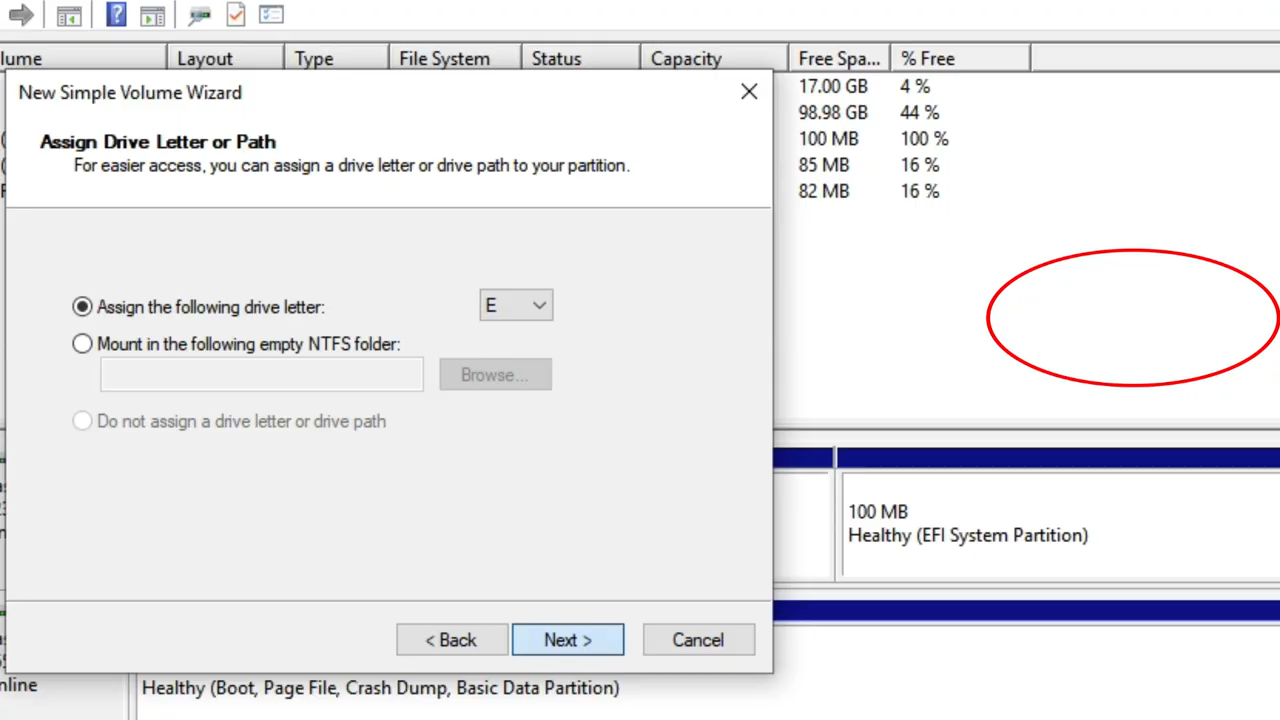 lume Layout Type File System Status Capacity Free Spa... % Free
New Simple Volume Wizard
17.00 GB 4 %
98.98 GB 44 %
100 MB 100 %
85 MB 16 %
82 MB 16 %
Assign Drive Letter or Path
For easier access, you can assign a drive letter or drive path to your partition.
Assign the following drive letter: E
Mount in the following empty NTFS folder:
Browse...
Do not assign a drive letter or drive path
100 MB
Healthy (EFI System Partition)
< Back Next > Cancel
nline
Healthy (Boot, Page File, Crash Dump, Basic Data Partition)